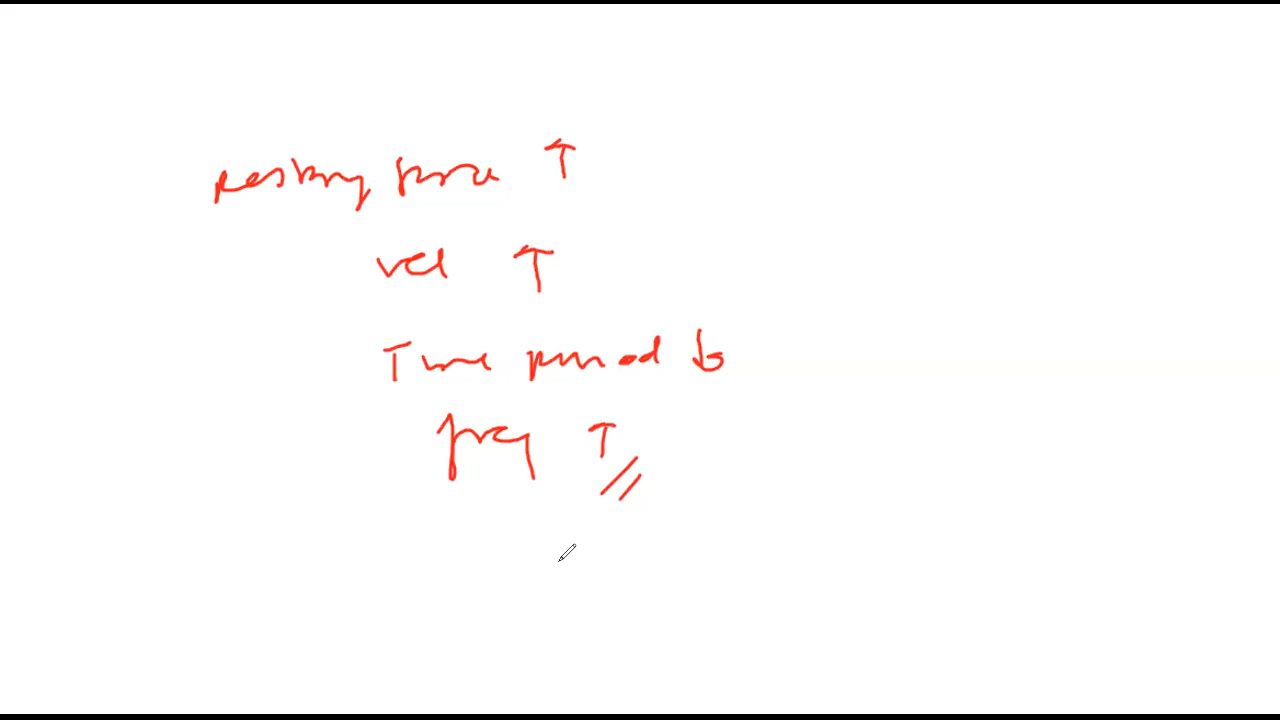 Restoring force ↑
vel ↑
Time period ↓
freq ↑